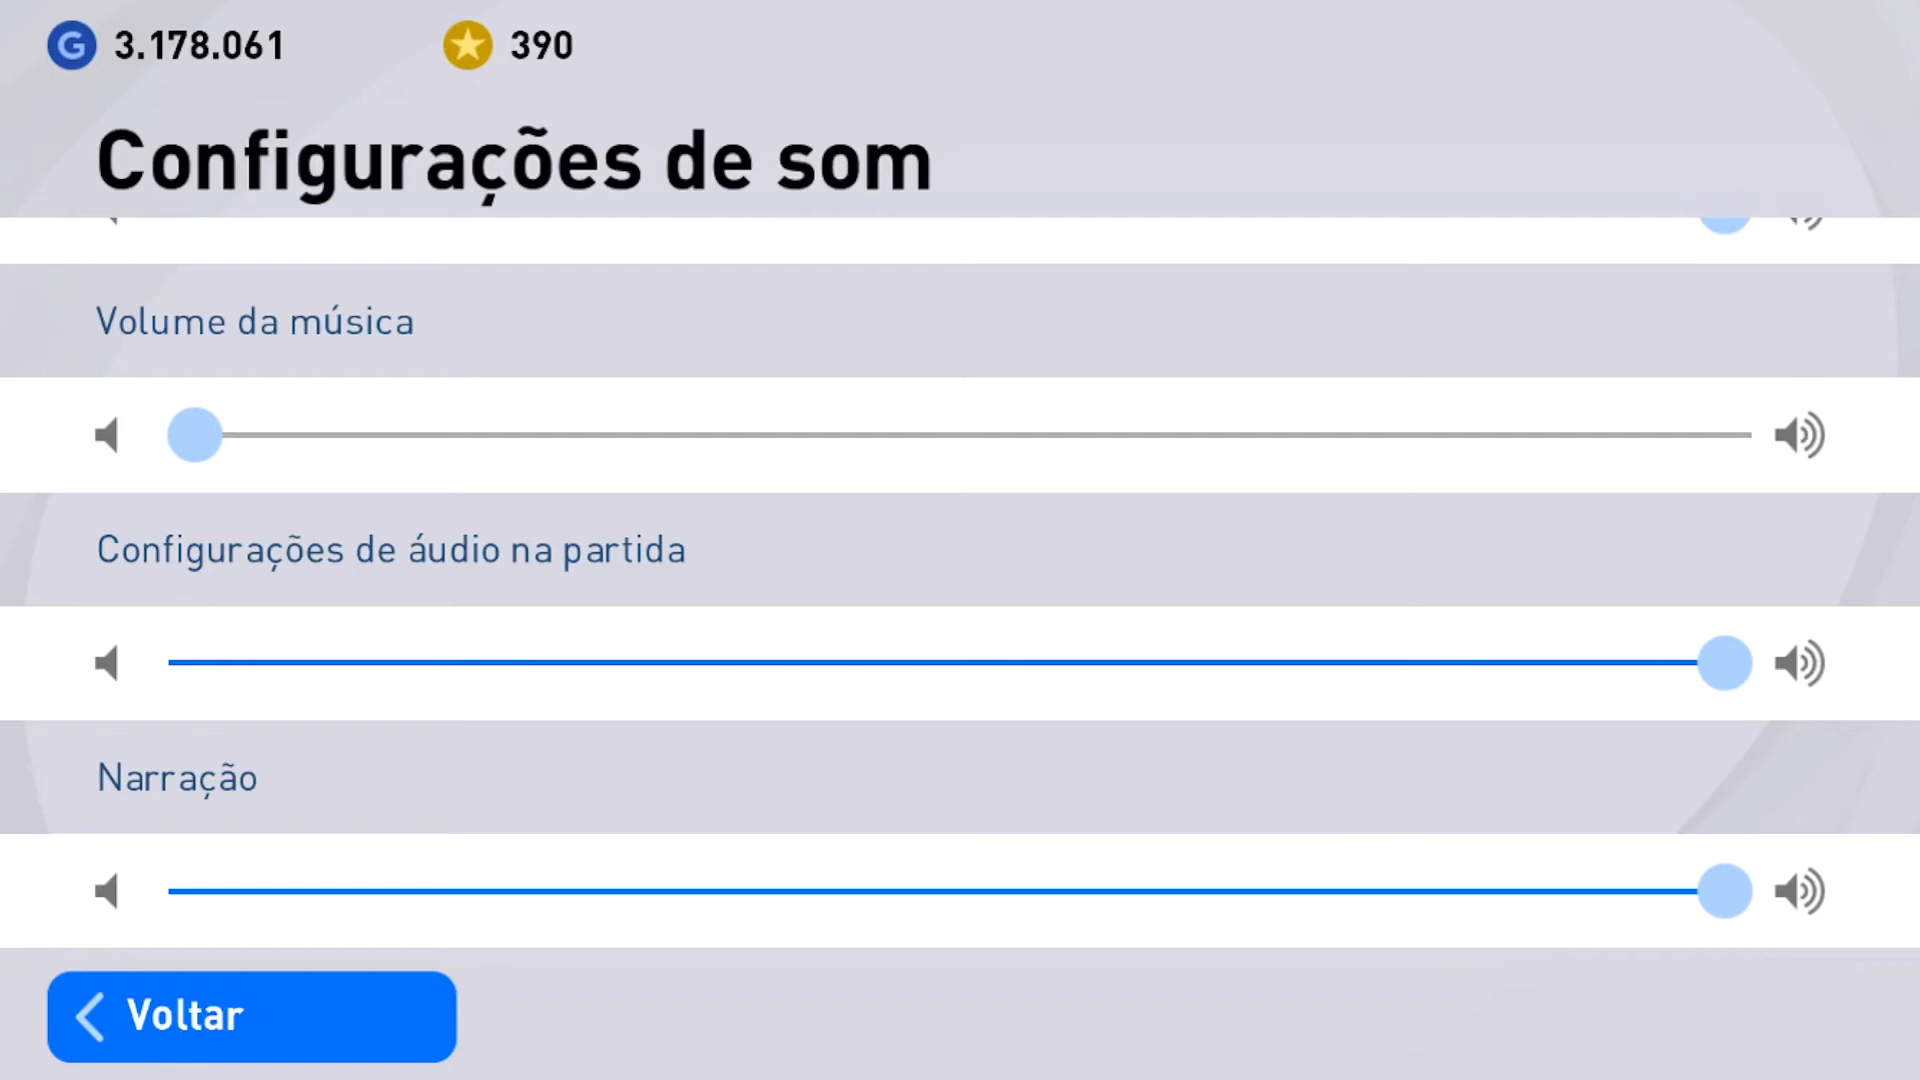 G 3.178.061 390
Configurações de som
Volume da música
Configurações de áudio na partida
Narração
Voltar